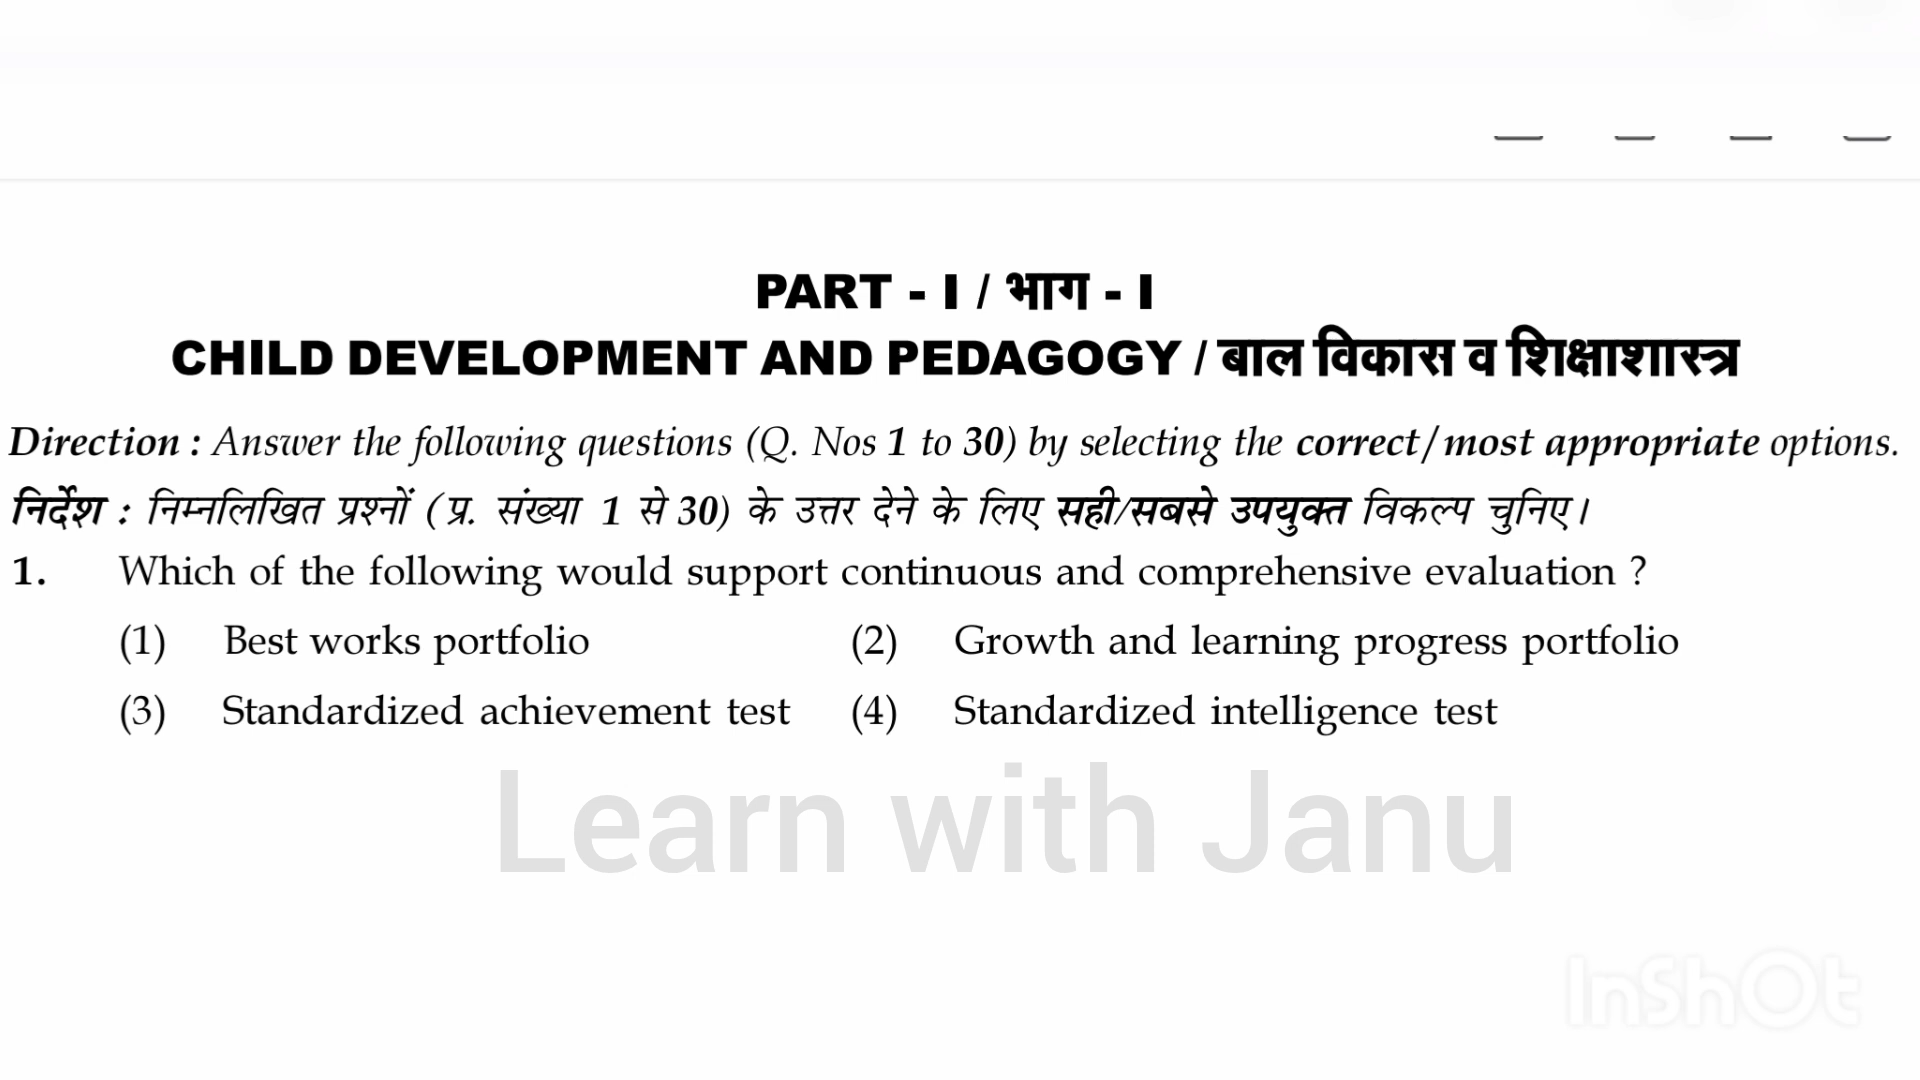 PART - I / भाग - I
CHILD DEVELOPMENT AND PEDAGOGY / बाल विकास व शिक्षाशास्त्र
Direction : Answer the following questions (Q. Nos 1 to 30) by selecting the correct/most appropriate options.
निर्देश : निम्नलिखित प्रश्नों (प्र. संख्या 1 से 30) के उत्तर देने के लिए सही/सबसे उपयुक्त विकल्प चुनिए।
1. Which of the following would support continuous and comprehensive evaluation ?
(1) Best works portfolio (2) Growth and learning progress portfolio
(3) Standardized achievement test (4) Standardized intelligence test
Learn with Janu
InShOt